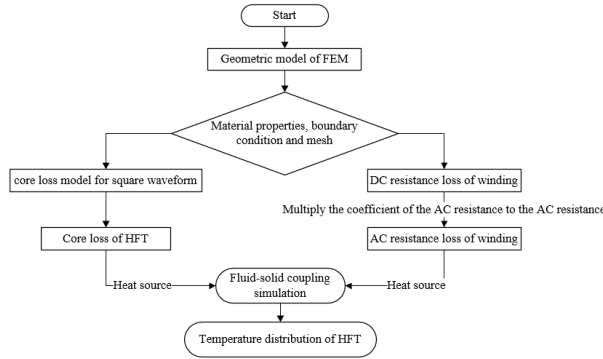 Start
Geometric model of FEM
Material properties, boundary
condition and mesh
core loss model for square waveform
DC resistance loss of winding
Multiply the coefficient of the AC resistance to the AC resistance
Core loss of HFT
AC resistance loss of winding
Heat source
Fluid-solid coupling
simulation
Heat source
Temperature distribution of HFT